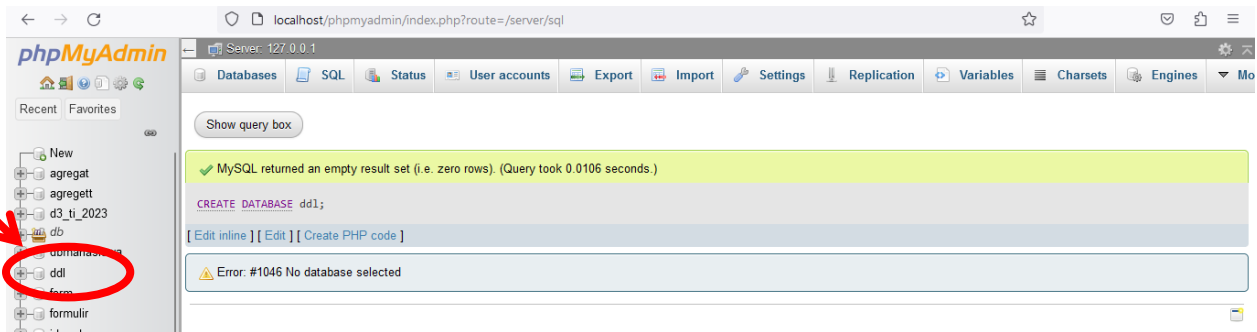 localhost/phpmyadmin/index.php?route=/server/sql
phpMyAdmin
Server: 127.0.0.1
Databases SQL Status User accounts Export Import Settings Replication Variables Charsets Engines Mo
Recent Favorites
Show query box
New
agregat
MySQL returned an empty result set (i.e. zero rows). (Query took 0.0106 seconds.)
agregett
d3_ti_2023
CREATE DATABASE ddl;
db
[ Edit inline ] [ Edit ] [ Create PHP code ]
ddl
Error: #1046 No database selected
form
formulir